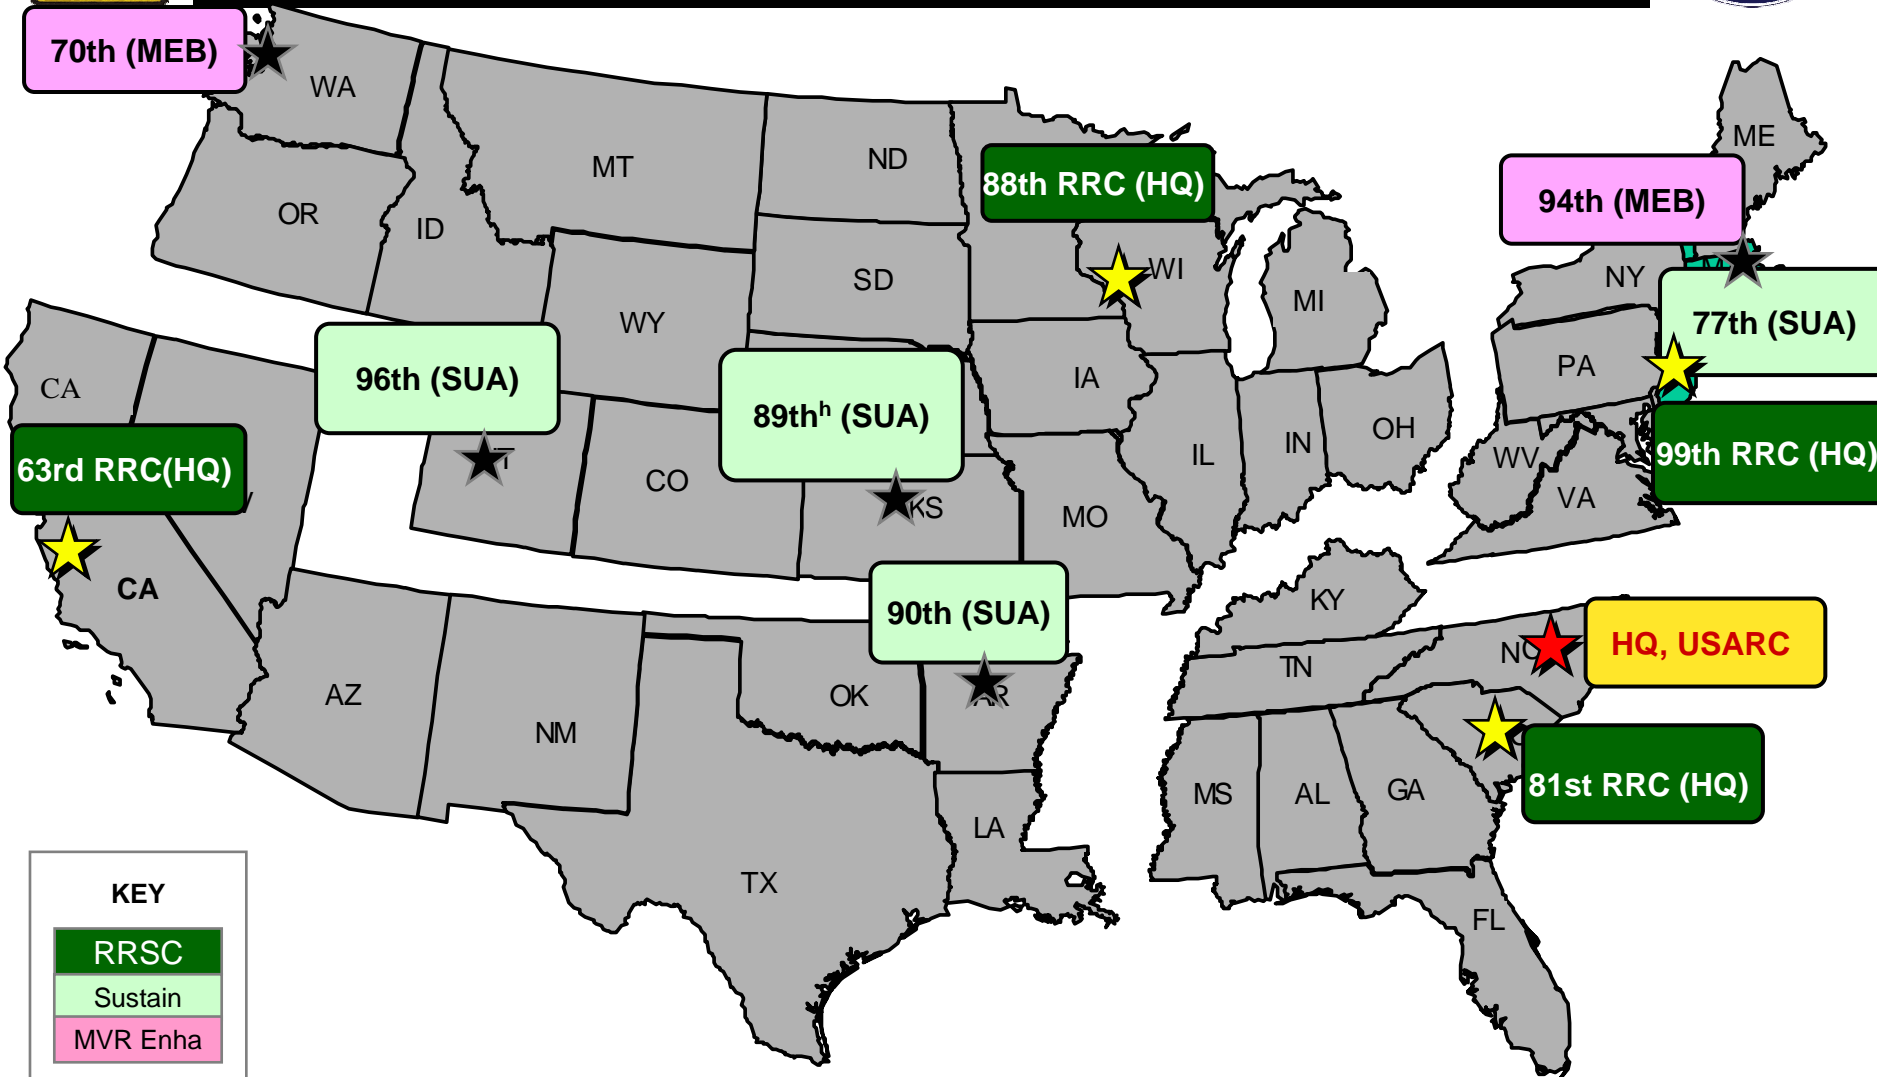 70th (MEB)
WA
ME
MT
ND
88th RRC (HQ)
94th (MEB)
OR
ID
WI
NY
SD
MI
77th (SUA)
WY
96th (SUA)
PA
IA
CA
89thʰ (SUA)
OH
IN
IL
WV
99th RRC (HQ)
63rd RRC(HQ)
CO
VA
KS
MO
CA
90th (SUA)
KY
HQ, USARC
NC
TN
AZ
OK
AR
NM
81st RRC (HQ)
MS
AL
GA
LA
TX
FL
KEY
RRSC
Sustain
MVR Enha